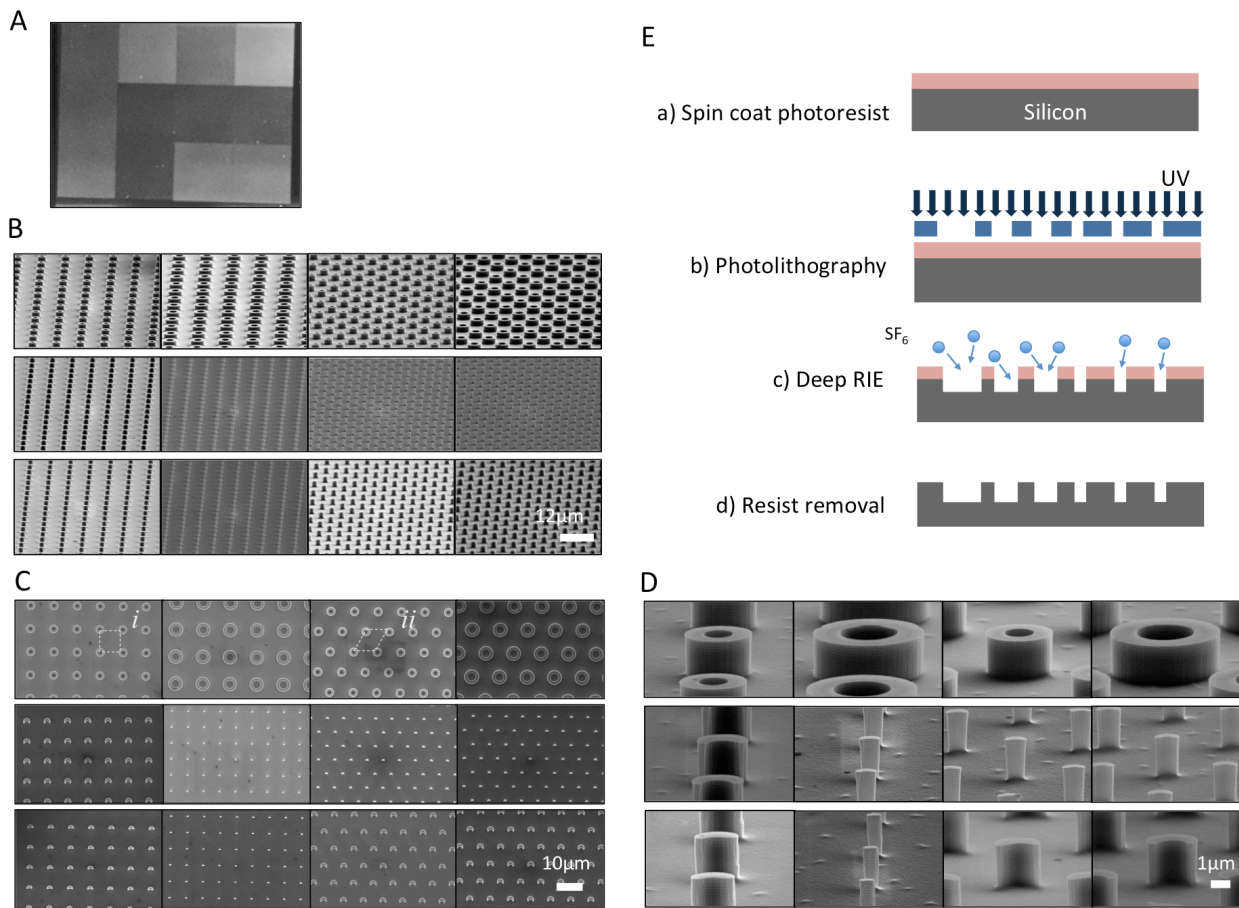 A
B
12μm
C
i
ii
10μm
E
a) Spin coat photoresist
Silicon
UV
b) Photolithography
SF6
c) Deep RIE
d) Resist removal
D
1μm